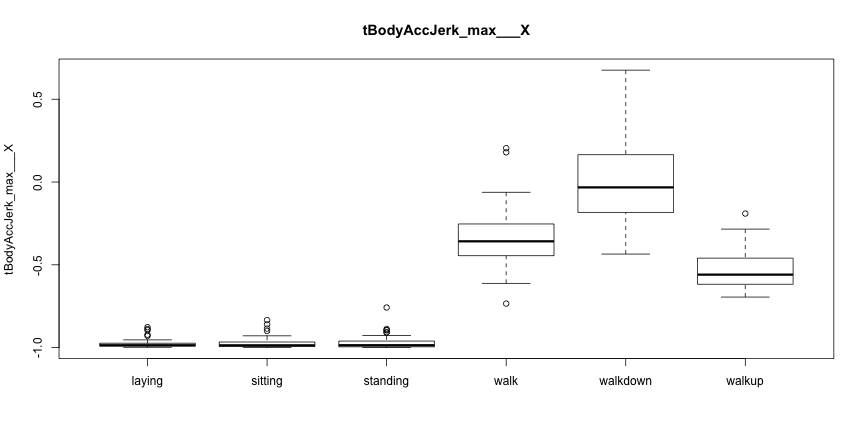 tBodyAccJerk_max___X
tBodyAccJerk_max___X
0.5
0.0
-0.5
-1.0
laying sitting standing walk walkdown walkup